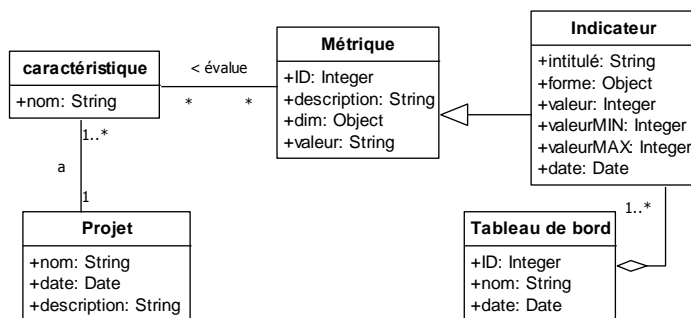 caractéristique
+nom: String
< évalue
*
*
Métrique
+ID: Integer
+description: String
+dim: Object
+valeur: String
Indicateur
+intitulé: String
+forme: Object
+valeur: Integer
+valeurMIN: Integer
+valeurMAX: Integer
+date: Date
1..*
a
1
Projet
+nom: String
+date: Date
+description: String
1..*
Tableau de bord
+ID: Integer
+nom: String
+date: Date